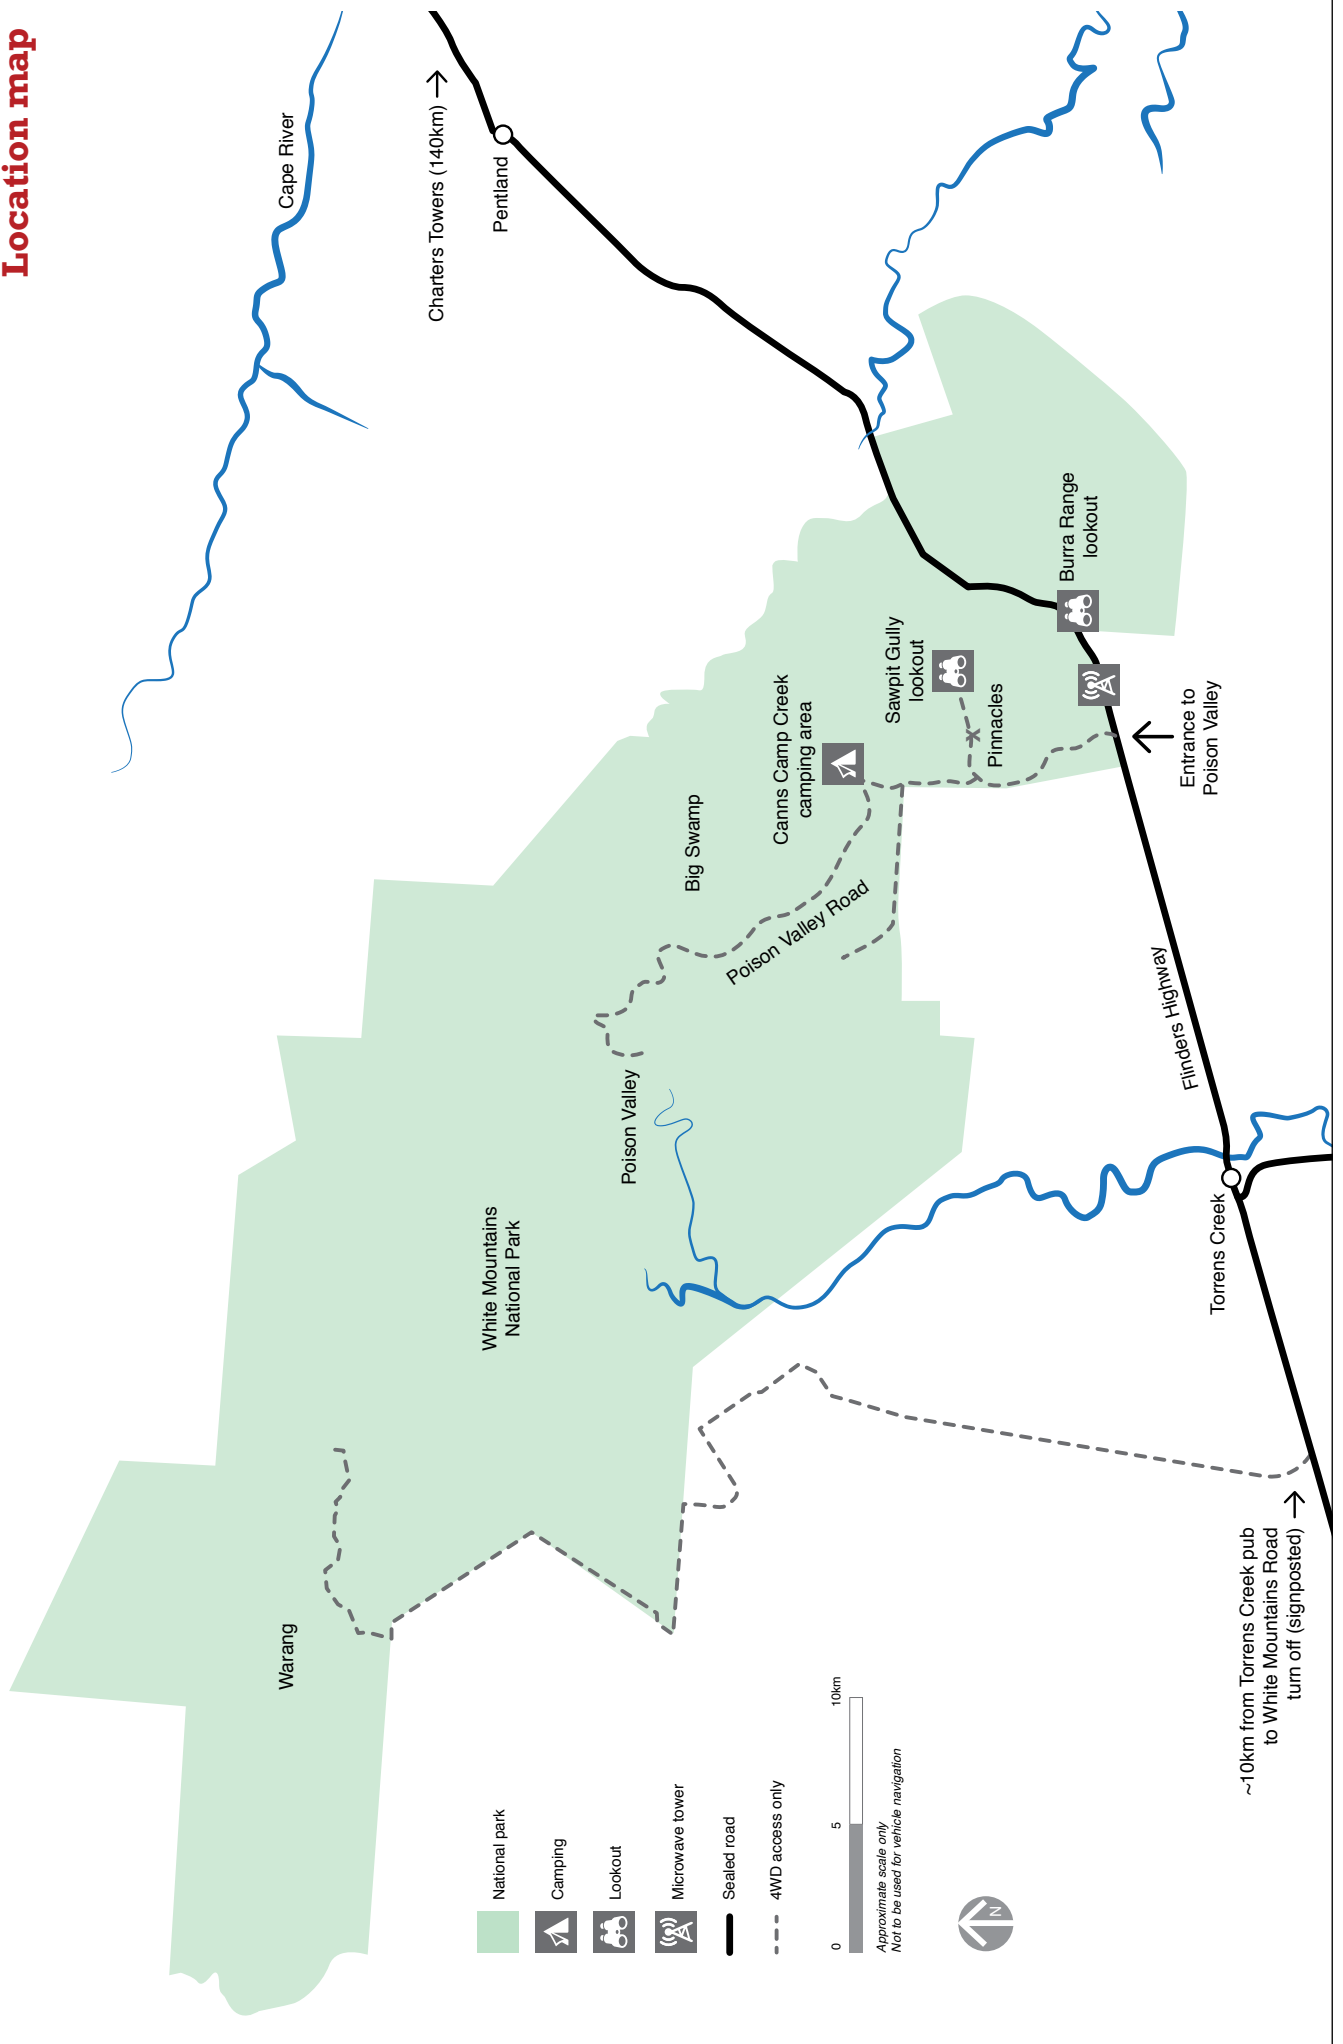 Location map
Cape River
Charters Towers (140km)
Pentland
Burra Range
lookout
Sawpit Gully
lookout
Pinnacles
Canns Camp Creek
camping area
Entrance to
Poison Valley
Big Swamp
Poison Valley Road
Flinders Highway
Poison Valley
Torrens Creek
White Mountains
National Park
Warang
~10km from Torrens Creek pub
to White Mountains Road
turn off (signposted)
National park
Camping
Lookout
Microwave tower
Sealed road
4WD access only
0 5 10km
Approximate scale only
Not to be used for vehicle navigation
N